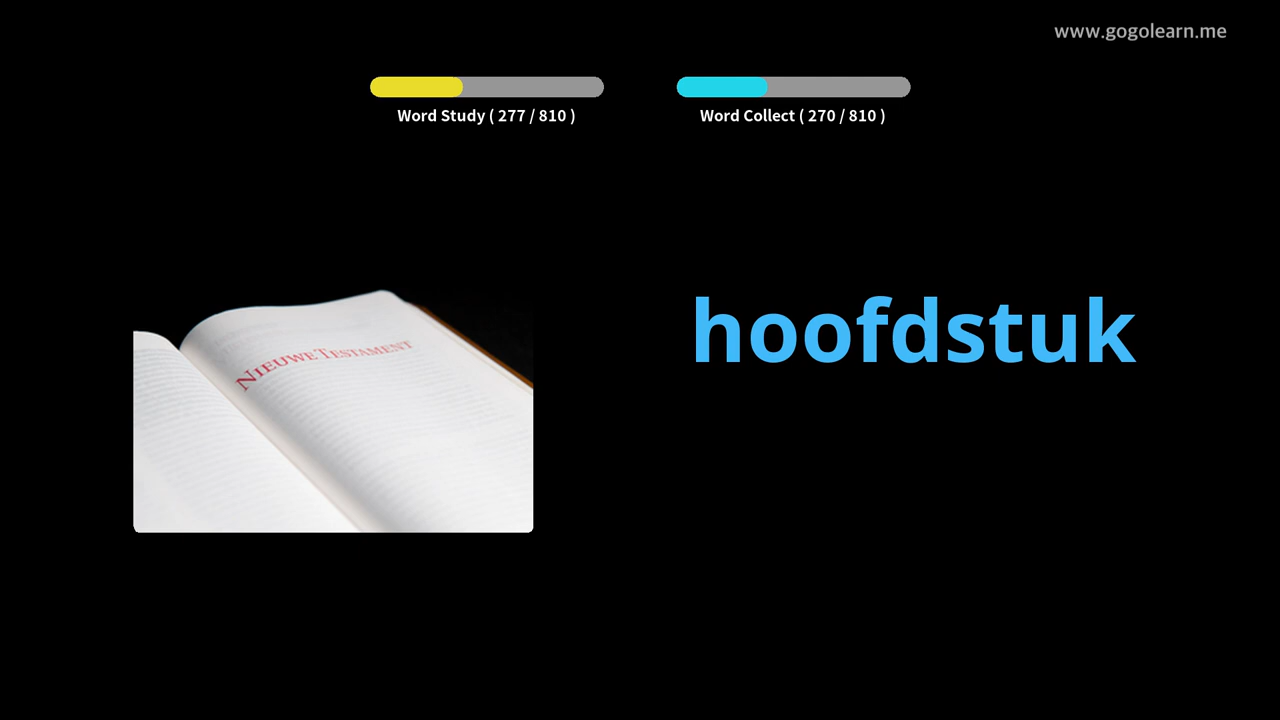 www.gogolearn.me
Word Study ( 277 / 810 )
Word Collect ( 270 / 810 )
hoofdstuk
NIEUWE TESTAMENT